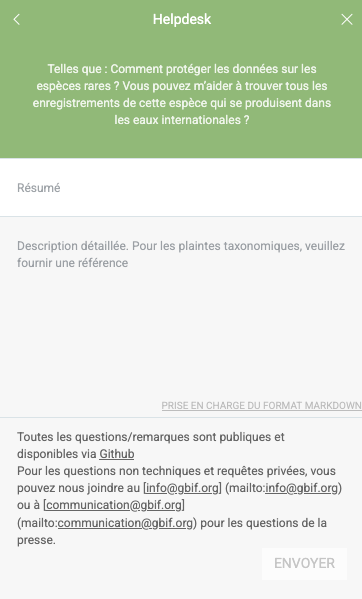 Helpdesk
Telles que : Comment protéger les données sur les
espèces rares ? Vous pouvez m'aider à trouver tous les
enregistrements de cette espèce qui se produisent dans
les eaux internationales ?
Résumé
Description détaillée. Pour les plaintes taxonomiques, veuillez
fournir une référence
PRISE EN CHARGE DU FORMAT MARKDOWN
Toutes les questions/remarques sont publiques et
disponibles via Github
Pour les questions non techniques et requêtes privées, vous
pouvez nous joindre au [info@gbif.org] (mailto:info@gbif.org)
ou à [communication@gbif.org]
(mailto:communication@gbif.org) pour les questions de la
presse.
ENVOYER